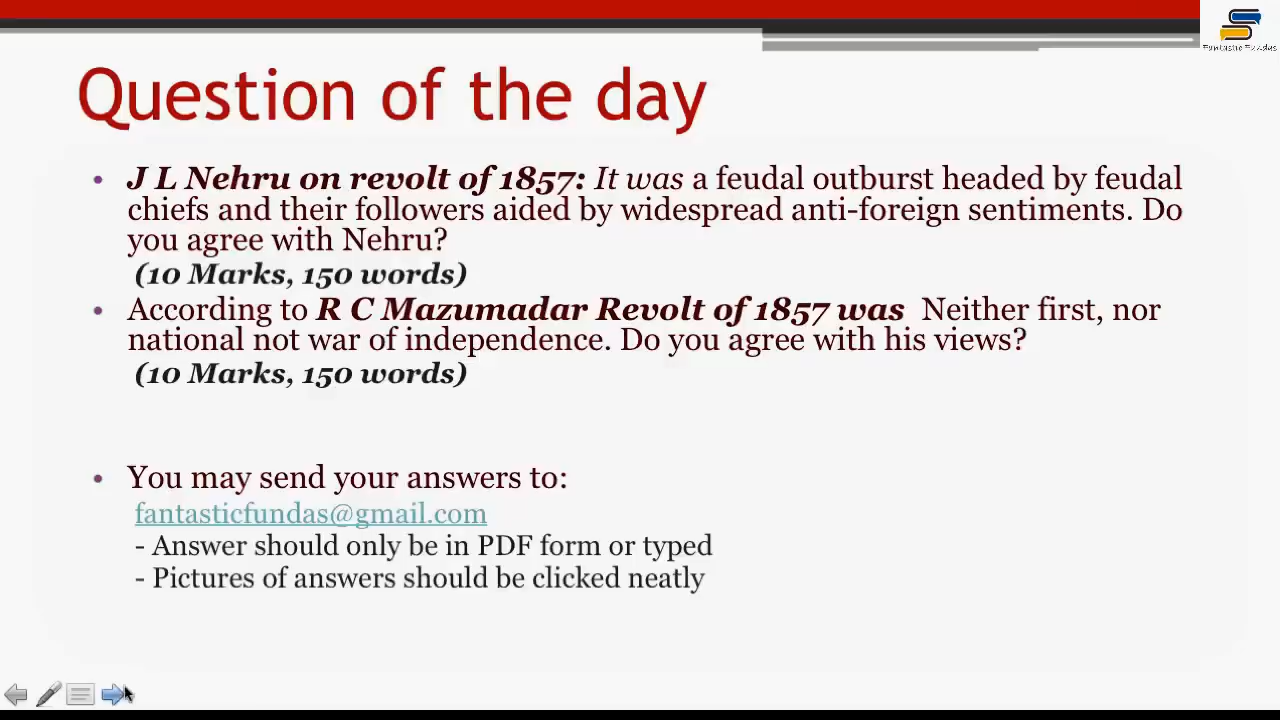 Fantastic Fundas
Question of the day
• J L Nehru on revolt of 1857: It was a feudal outburst headed by feudal
chiefs and their followers aided by widespread anti-foreign sentiments. Do
you agree with Nehru?
(10 Marks, 150 words)
• According to R C Mazumadar Revolt of 1857 was Neither first, nor
national not war of independence. Do you agree with his views?
(10 Marks, 150 words)
• You may send your answers to:
fantasticfundas@gmail.com
- Answer should only be in PDF form or typed
- Pictures of answers should be clicked neatly